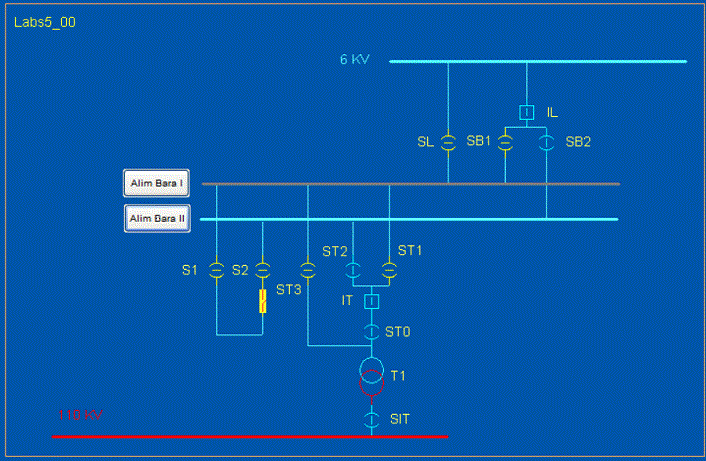 Labs5_00
6 KV
IL
SL
SB1
SB2
Alim Bara I
Alim Bara II
S1
S2
ST3
ST2
ST1
IT
ST0
T1
SIT
KV